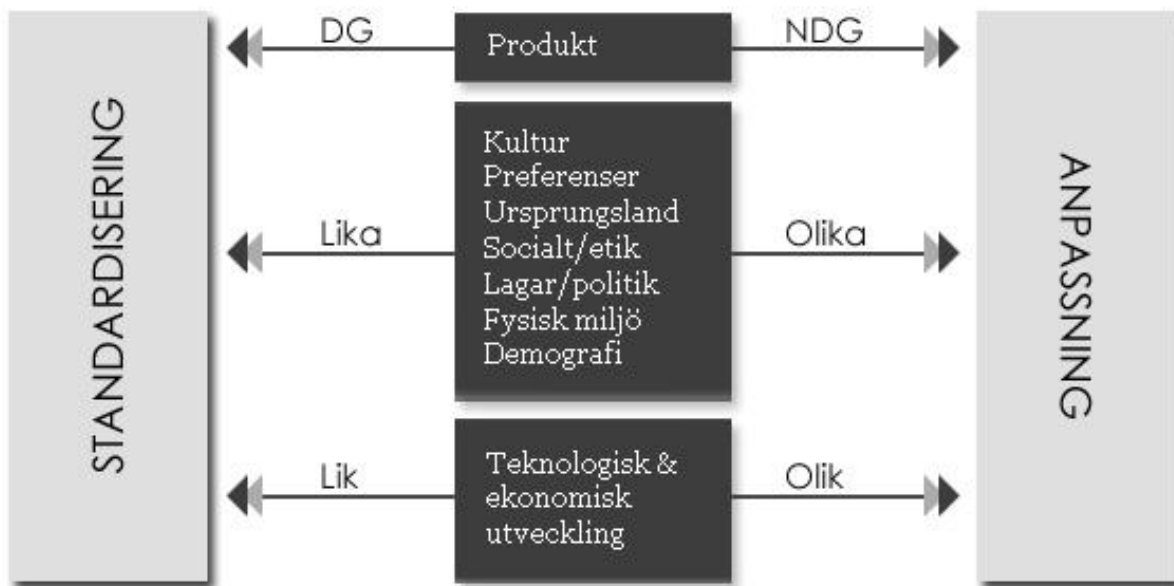 STANDARDISERING
DG
Produkt
NDG
Kultur
Preferenser
Ursprungsland
Lika
Socialt/etik
Olika
Lagar/politik
Fysisk miljö
Demografi
Lik
Teknologisk &
ekonomisk
utveckling
Olik
ANPASSNING